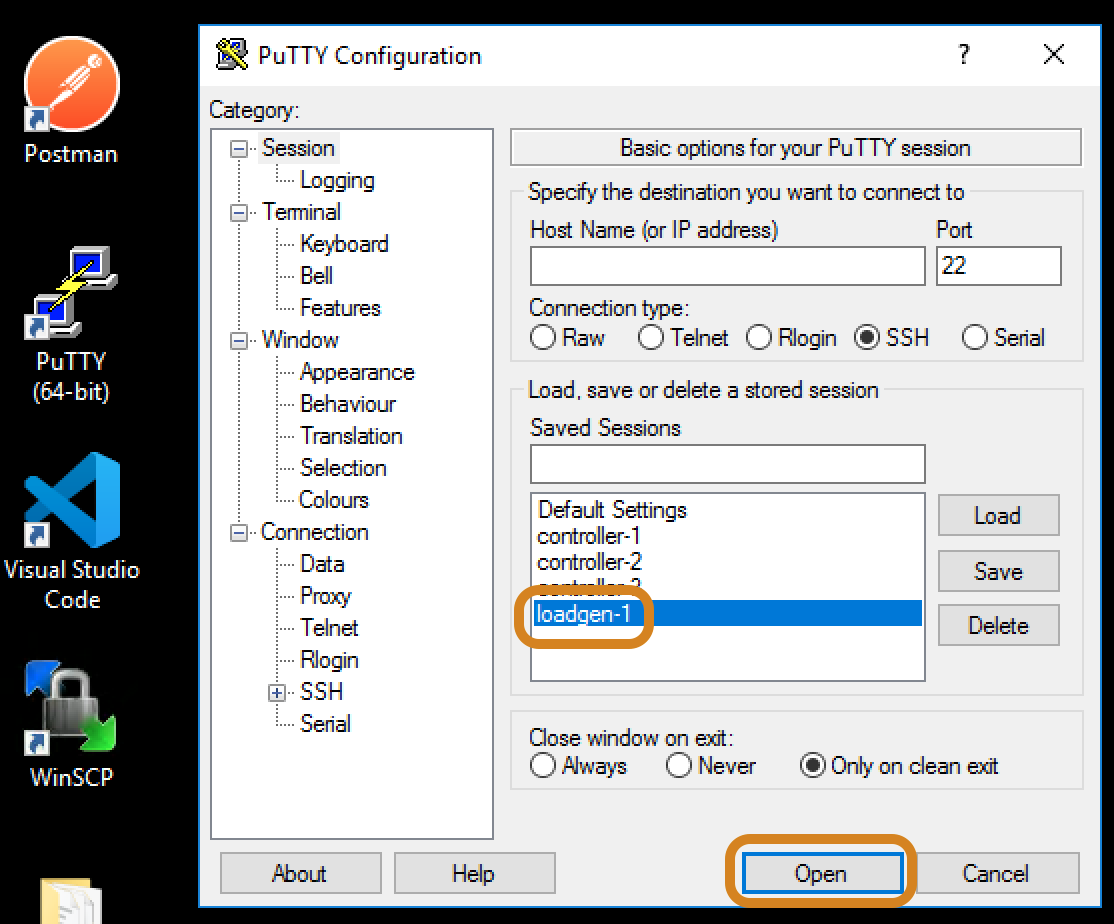 Postman
PuTTY
(64-bit)
Visual Studio
Code
WinSCP
PuTTY Configuration
?
Category:
Session
Logging
Terminal
Keyboard
Bell
Features
Window
Appearance
Behaviour
Translation
Selection
Colours
Connection
Data
Proxy
Telnet
Rlogin
SSH
Serial
Basic options for your PuTTY session
Specify the destination you want to connect to
Host Name (or IP address) Port
22
Connection type:
Raw Telnet Rlogin SSH Serial
Load, save or delete a stored session
Saved Sessions
Default Settings
controller-1
controller-2
controller-3
loadgen-1
Load
Save
Delete
Close window on exit:
Always Never Only on clean exit
About Help Open Cancel